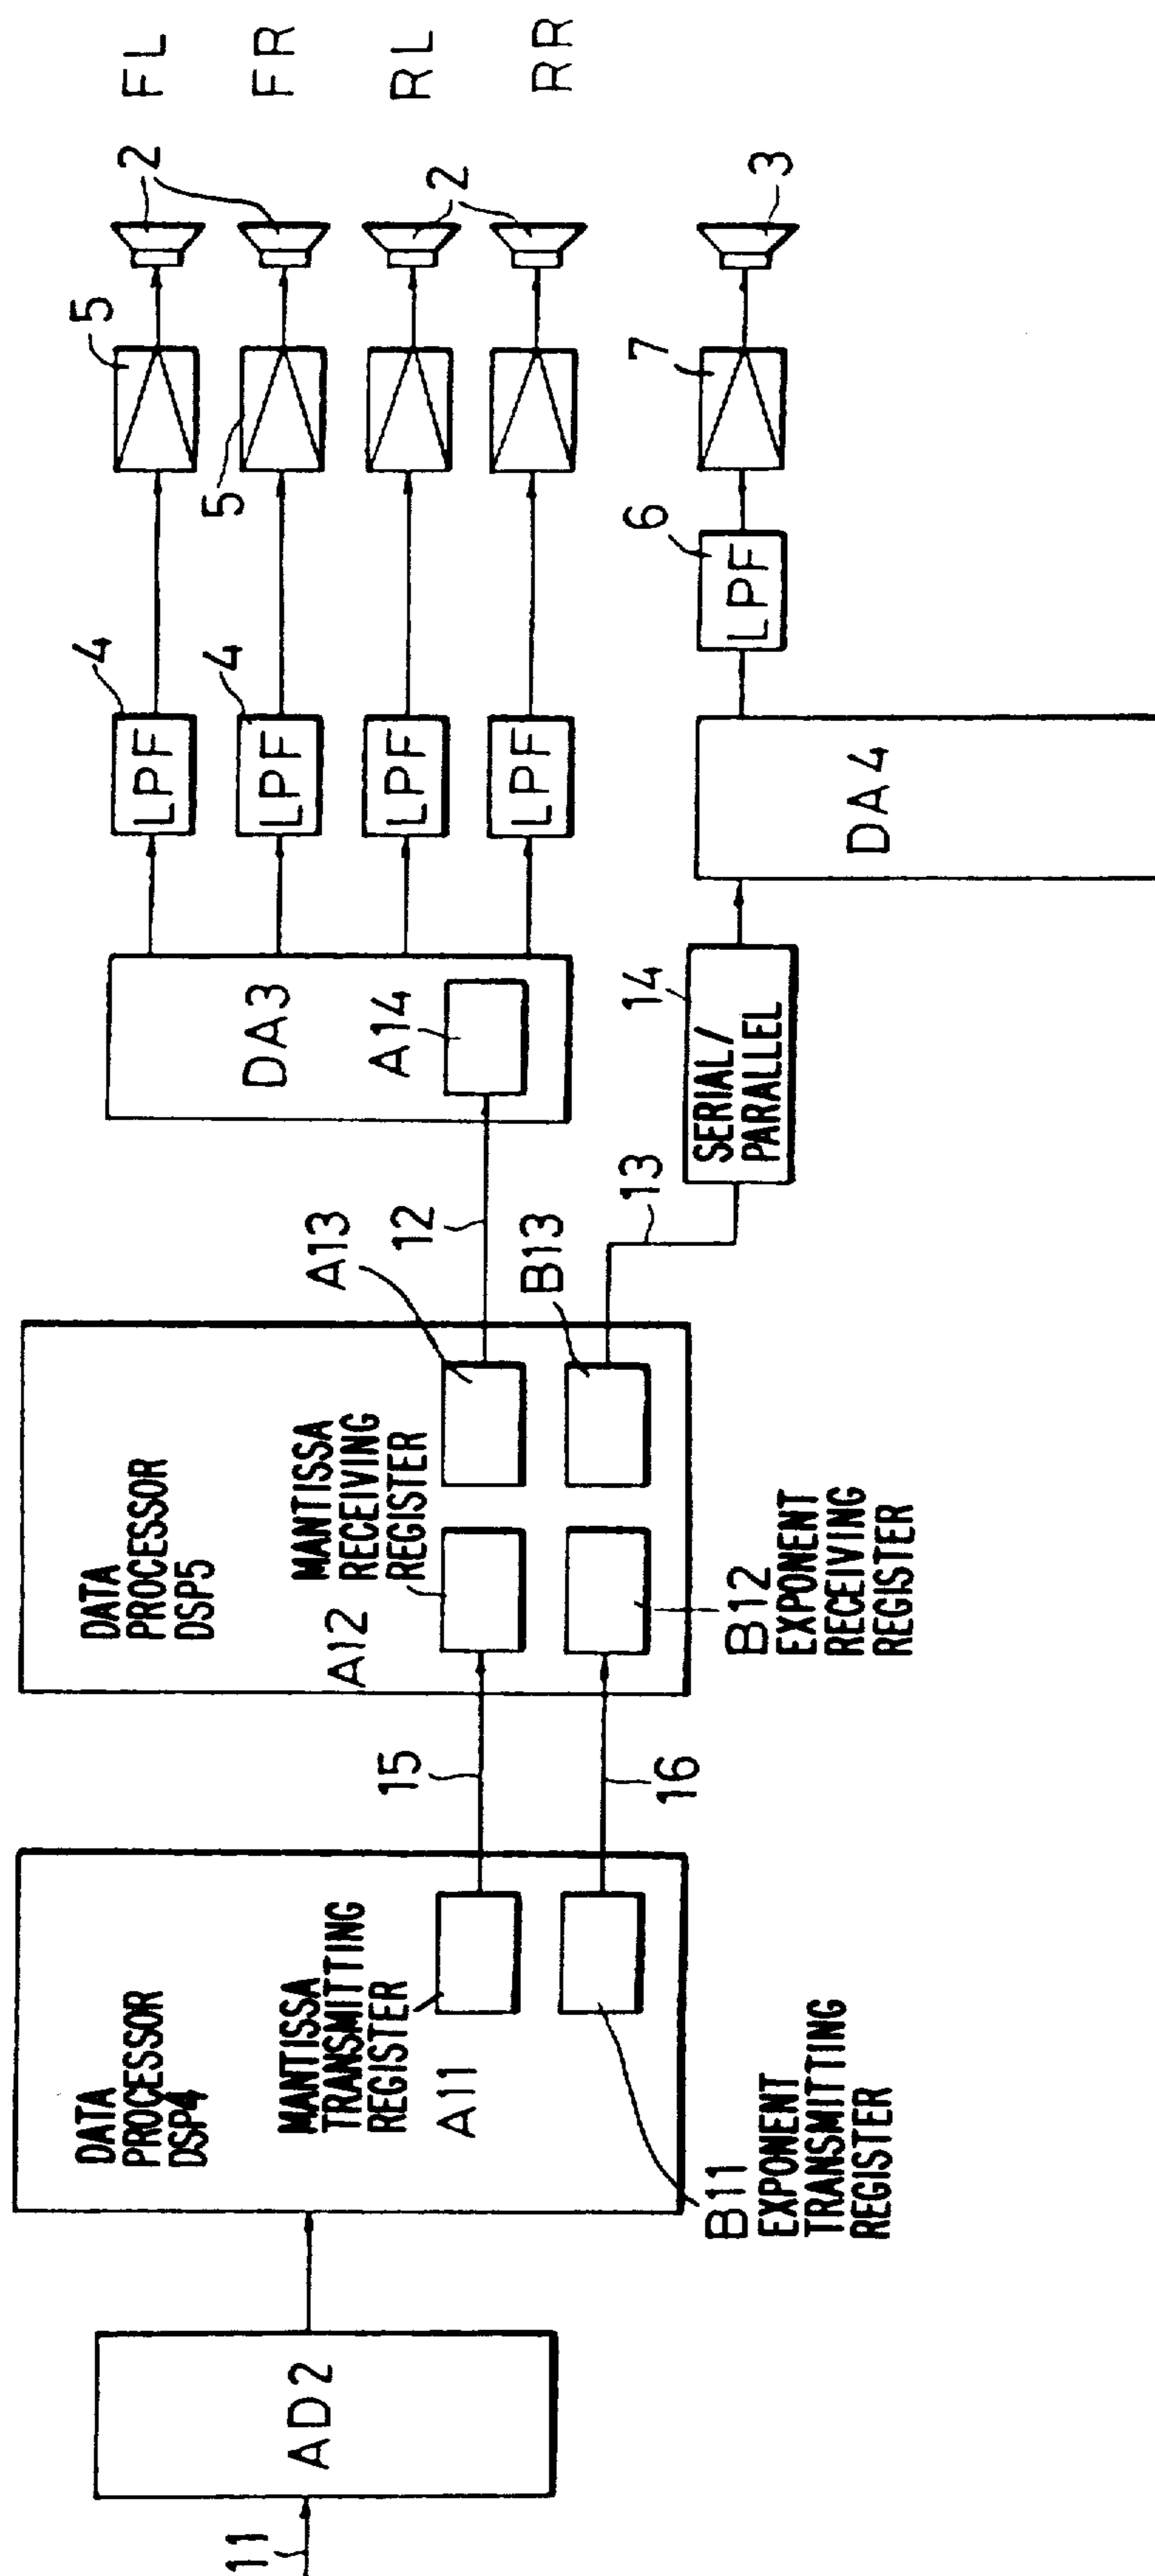 11
AD2
DATA
PROCESSOR
DSP4
MANTISSA
TRANSMITTING
REGISTER
A11
B11
EXPONENT
TRANSMITTING
REGISTER
15
16
DATA
PROCESSOR
DSP5
MANTISSA
RECEIVING
REGISTER
A12
B12
EXPONENT
RECEIVING
REGISTER
A13
B13
12
13
DA3
A14
14
SERIAL/
PARALLEL
DA4
LPF
4
LPF
4
LPF
LPF
LPF
6
5
5
7
2
2
3
FL
FR
RL
RR